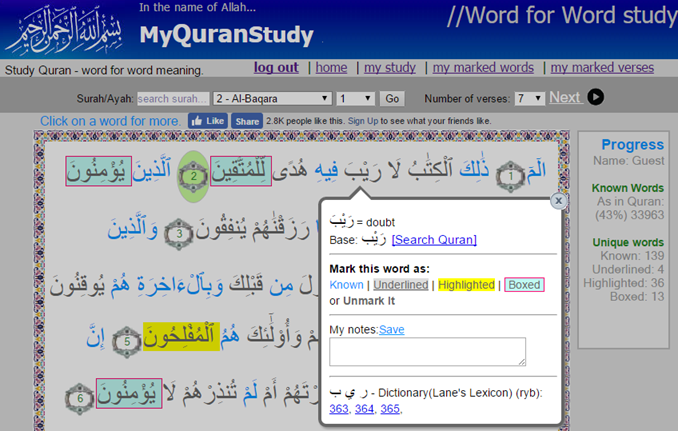 بسم الله الرحمن الرحيم
In the name of Allah...
MyQuranStudy
//Word for Word study
Study Quran - word for word meaning.
log out | home | my study | my marked words | my marked verses
Surah/Ayah: search surah... 2 - Al-Baqara 1 Go Number of verses: 7 Next
Click on a word for more. Like Share 2.8K people like this. Sign Up to see what your friends like.
الٓمٓ ١ ذَٰلِكَ ٱلْكِتَٰبُ لَا رَيْبَ فِيهِ هُدًى لِّلْمُتَّقِينَ ٢ ٱلَّذِينَ يُؤْمِنُونَ
رَزَقْنَٰهُمْ يُنفِقُونَ ٣ وَٱلَّذِينَ
مِن قَبْلِكَ وَبِٱلْءَاخِرَةِ هُمْ يُوقِنُونَ
وَأُو۟لَٰٓئِكَ هُمُ ٱلْمُفْلِحُونَ ٥ إِنَّ
أَمْ لَمْ تُنذِرْهُمْ لَا يُؤْمِنُونَ ٦
x
رَيْبَ = doubt
Base: رَيْب [Search Quran]
Mark this word as:
Known | Underlined | Highlighted | Boxed
or Unmark It
My notes: Save
ر ي ب - Dictionary(Lane's Lexicon) (ryb):
363, 364, 365,
Progress
Name: Guest
Known Words
As in Quran:
(43%) 33963
Unique words
Known: 139
Underlined: 4
Highlighted: 36
Boxed: 13